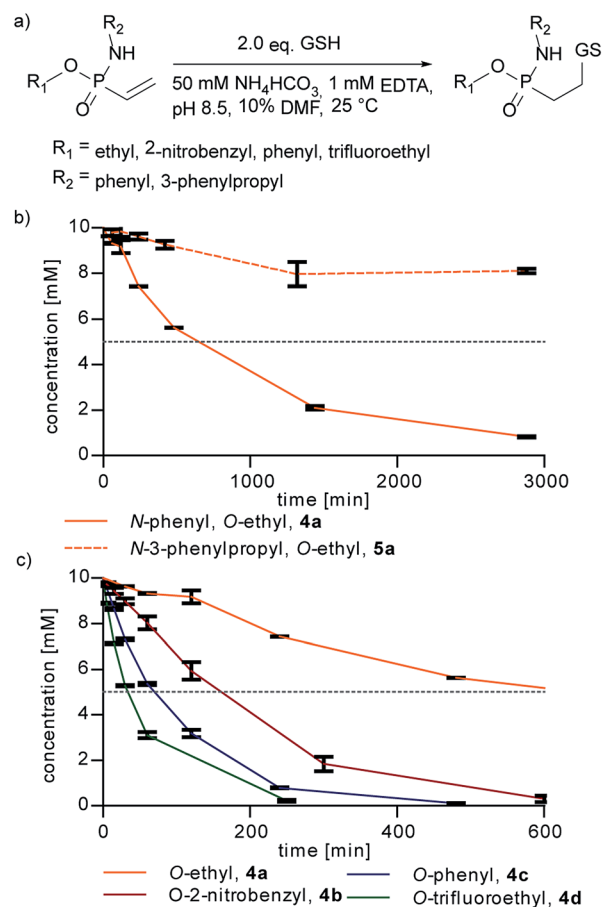 a)
R2
NH
O
R1
P
O
2.0 eq. GSH
50 mM NH4HCO3, 1 mM EDTA,
pH 8.5, 10% DMF, 25 °C
R2
NH
GS
O
R1
P
O
R1 = ethyl, 2-nitrobenzyl, phenyl, trifluoroethyl
R2 = phenyl, 3-phenylpropyl
b)
concentration [mM]
10
8
6
4
2
0
0 1000 2000 3000
time [min]
N-phenyl, O-ethyl, 4a
N-3-phenylpropyl, O-ethyl, 5a
c)
concentration [mM]
10
8
6
4
2
0
0 200 400 600
time [min]
O-ethyl, 4a
O-phenyl, 4c
O-2-nitrobenzyl, 4b
O-trifluoroethyl, 4d